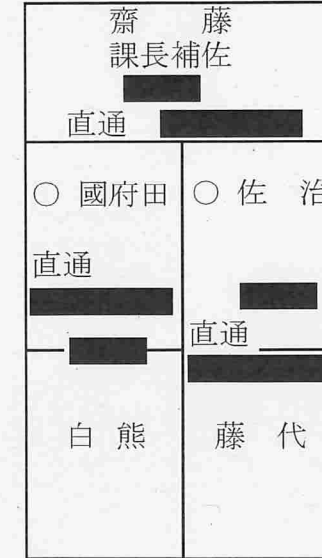 齋 藤
課長補佐
直通
○ 國府田
直通
○ 佐 治
直通
白 熊
藤 代